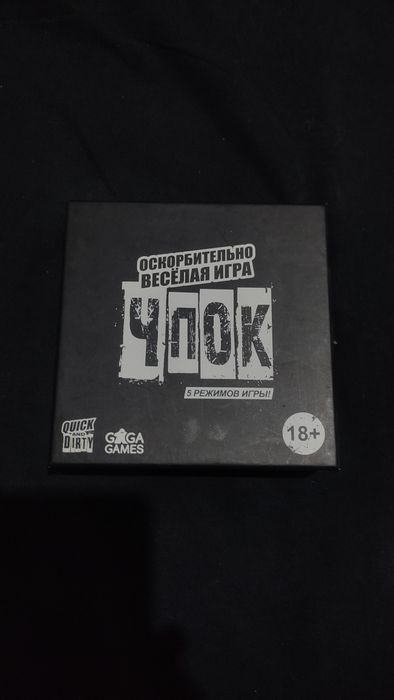 ОСКОРБИТЕЛЬНО
ВЕСЁЛАЯ ИГРА
ЧПОК
5 РЕЖИМОВ ИГРЫ!
QUICK
AND
DIRTY
GAGA
GAMES
18+